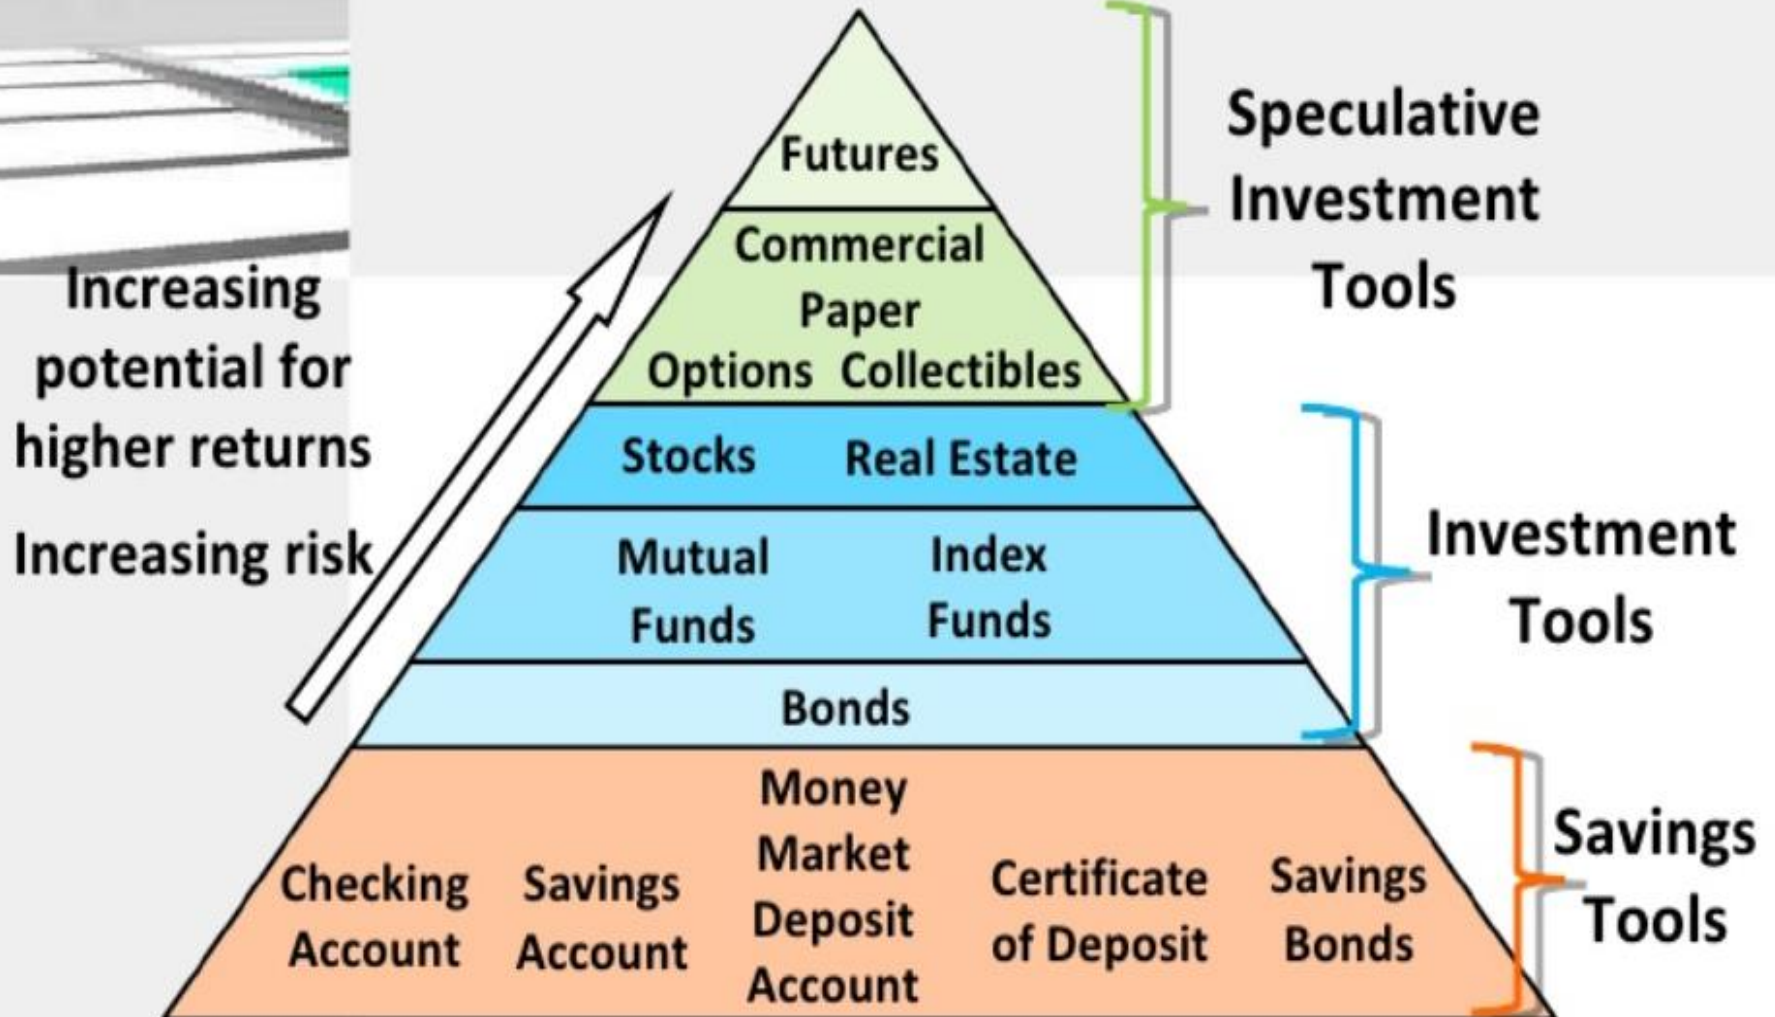 Futures
Commercial
Paper
Options Collectibles
Stocks Real Estate
Mutual Index
Funds Funds
Bonds
Money
Market
Deposit
Account
Checking
Account
Savings
Account
Certificate
of Deposit
Savings
Bonds
Increasing
potential for
higher returns
Increasing risk
Speculative
Investment
Tools
Investment
Tools
Savings
Tools